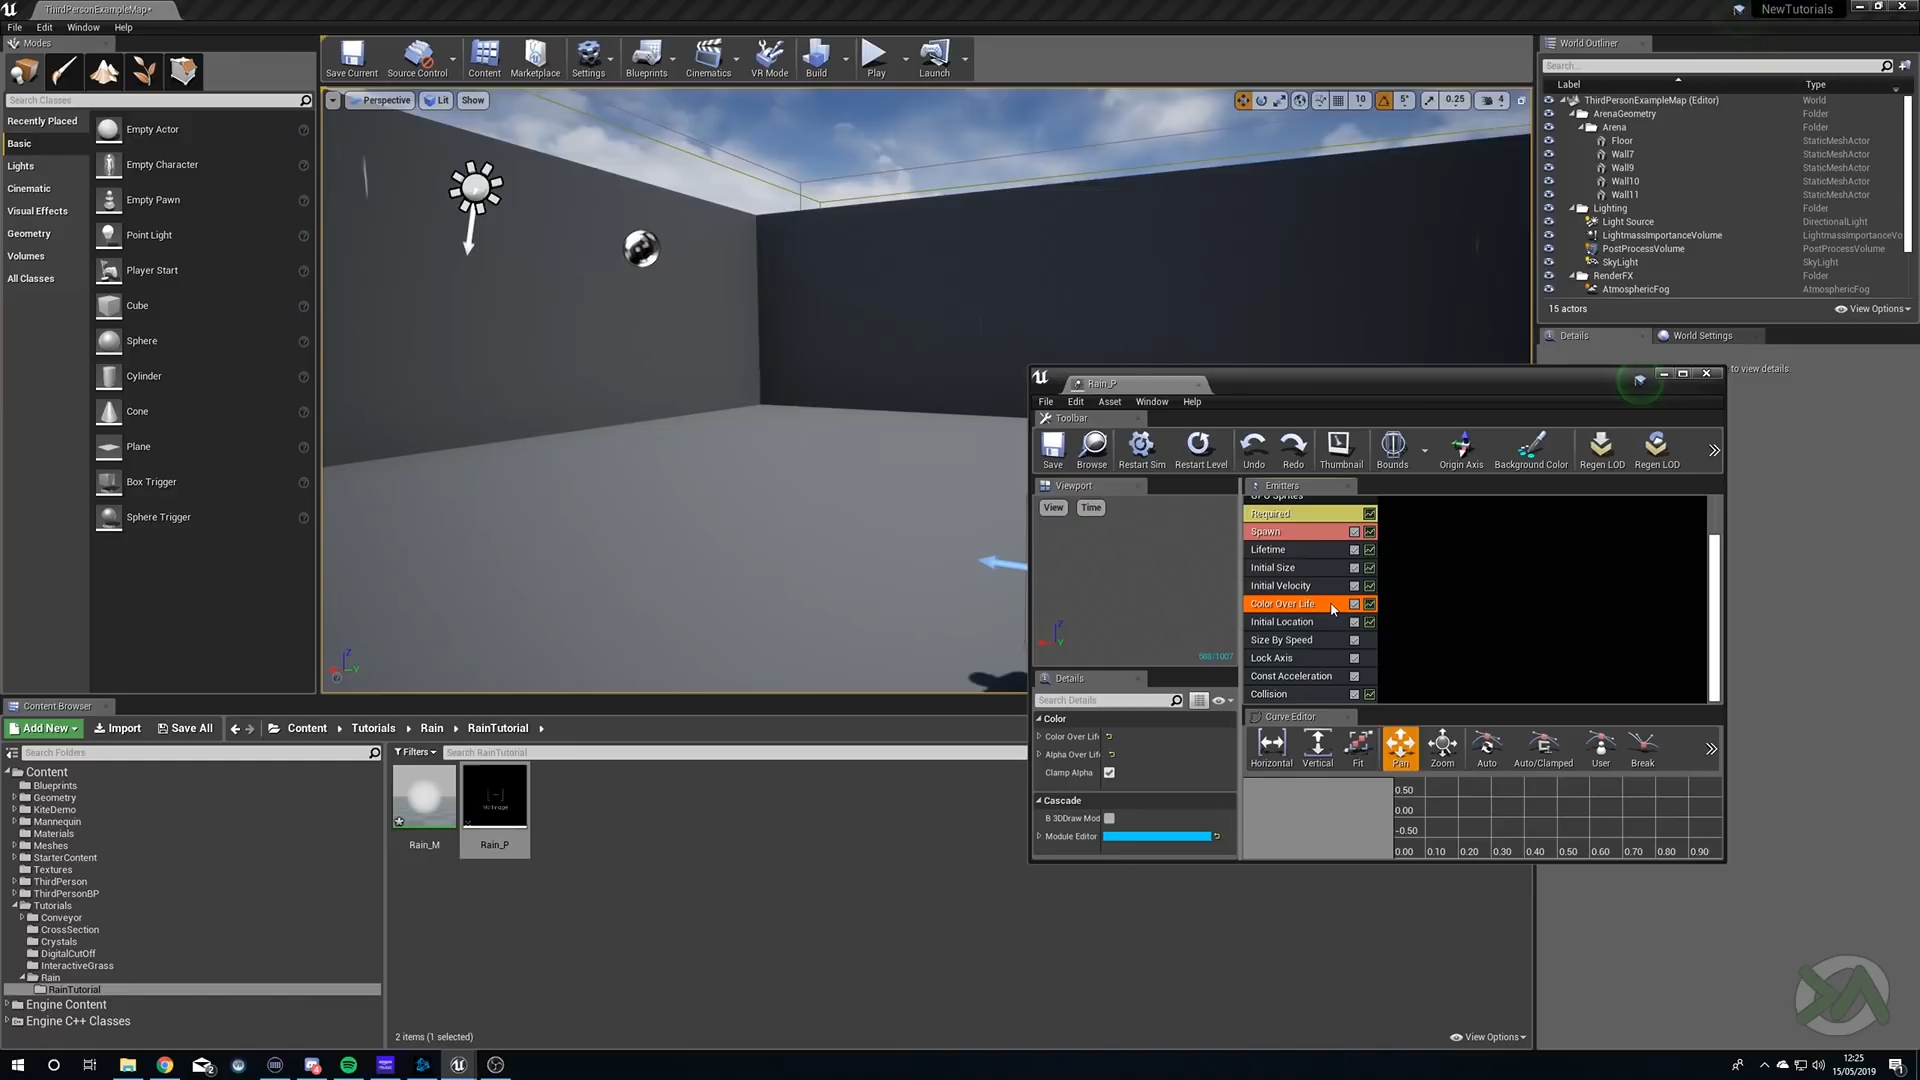 ThirdPersonExampleMap*
NewTutorials
File Edit Window Help
Modes
Search Classes
Recently Placed
Basic
Lights
Cinematic
Visual Effects
Geometry
Volumes
All Classes
Empty Actor
Empty Character
Empty Pawn
Point Light
Player Start
Cube
Sphere
Cylinder
Cone
Plane
Box Trigger
Sphere Trigger
Save Current Source Control Content Marketplace Settings Blueprints Cinematics VR Mode Build Play Launch
Perspective Lit Show
10 5° 0.25 4
World Outliner
Search...
Label Type
ThirdPersonExampleMap (Editor) World
ArenaGeometry Folder
Arena Folder
Floor StaticMeshActor
Wall7 StaticMeshActor
Wall9 StaticMeshActor
Wall10 StaticMeshActor
Wall11 StaticMeshActor
Lighting Folder
Light Source DirectionalLight
LightmassImportanceVolume LightmassImportanceVo
PostProcessVolume PostProcessVolume
SkyLight SkyLight
RenderFX Folder
AtmosphericFog AtmosphericFog
15 actors View Options
Details World Settings
to view details.
Rain_P
File Edit Asset Window Help
Toolbar
Save Browse Restart Sim Restart Level Undo Redo Thumbnail Bounds Origin Axis Background Color Regen LOD Regen LOD
Viewport
View Time
Z
Y
588/1007
Emitters
GPU Sprites
Required
Spawn
Lifetime
Initial Size
Initial Velocity
Color Over Life
Initial Location
Size By Speed
Lock Axis
Const Acceleration
Collision
Details
Search Details
Color
Color Over Life
Alpha Over Life
Clamp Alpha
Cascade
B 3DDraw Mod
Module Editor
Curve Editor
Horizontal Vertical Fit Pan Zoom Auto Auto/Clamped User Break
0.50
0.00
-0.50
0.00 0.10 0.20 0.30 0.40 0.50 0.60 0.70 0.80 0.90
Z
Y
Content Browser
Add New Import Save All Content Tutorials Rain RainTutorial
Search Folders
Filters Search RainTutorial
Content
Blueprints
Geometry
KiteDemo
Mannequin
Materials
Meshes
StarterContent
Textures
ThirdPerson
ThirdPersonBP
Tutorials
Conveyor
CrossSection
Crystals
DigitalCutOff
InteractiveGrass
Rain
RainTutorial
Engine Content
Engine C++ Classes
Rain_M
Rain_P
2 items (1 selected)
View Options
12:25
15/05/2019